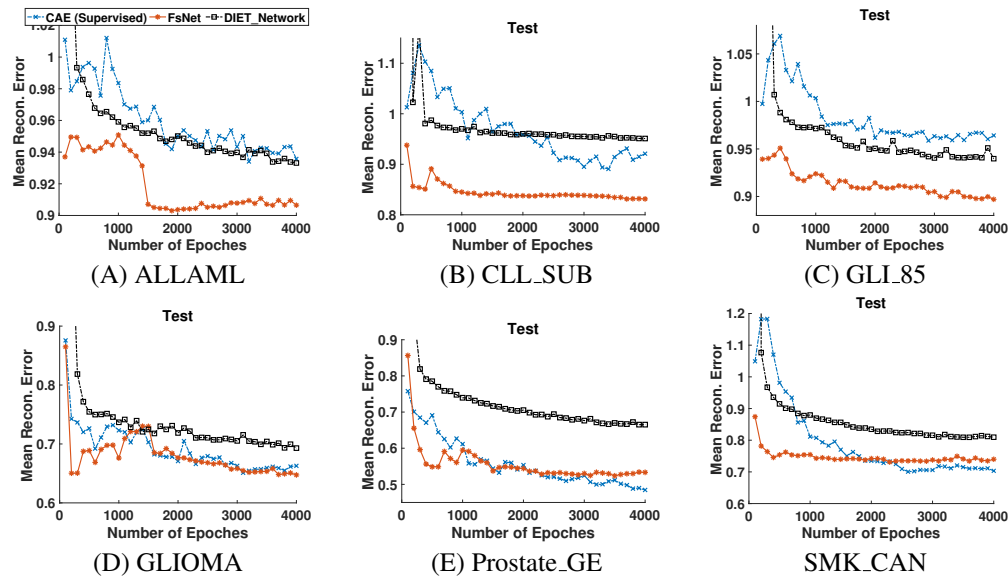 CAE (Supervised) FsNet DIET_Network
1
0.98
0.96
0.94
0.92
0.9
Mean Recon. Error
0 1000 2000 3000 4000
Number of Epoches
(A) ALLAML
Test
1.1
1
0.9
0.8
Mean Recon. Error
0 1000 2000 3000 4000
Number of Epoches
(B) CLL_SUB
Test
1.05
1
0.95
0.9
Mean Recon. Error
0 1000 2000 3000 4000
Number of Epoches
(C) GLI_85
Test
0.9
0.8
0.7
0.6
Mean Recon. Error
0 1000 2000 3000 4000
Number of Epoches
(D) GLIOMA
Test
0.9
0.8
0.7
0.6
0.5
Mean Recon. Error
0 1000 2000 3000 4000
Number of Epoches
(E) Prostate_GE
Test
1.2
1.1
1
0.9
0.8
0.7
0.6
Mean Recon. Error
0 1000 2000 3000 4000
Number of Epoches
SMK_CAN